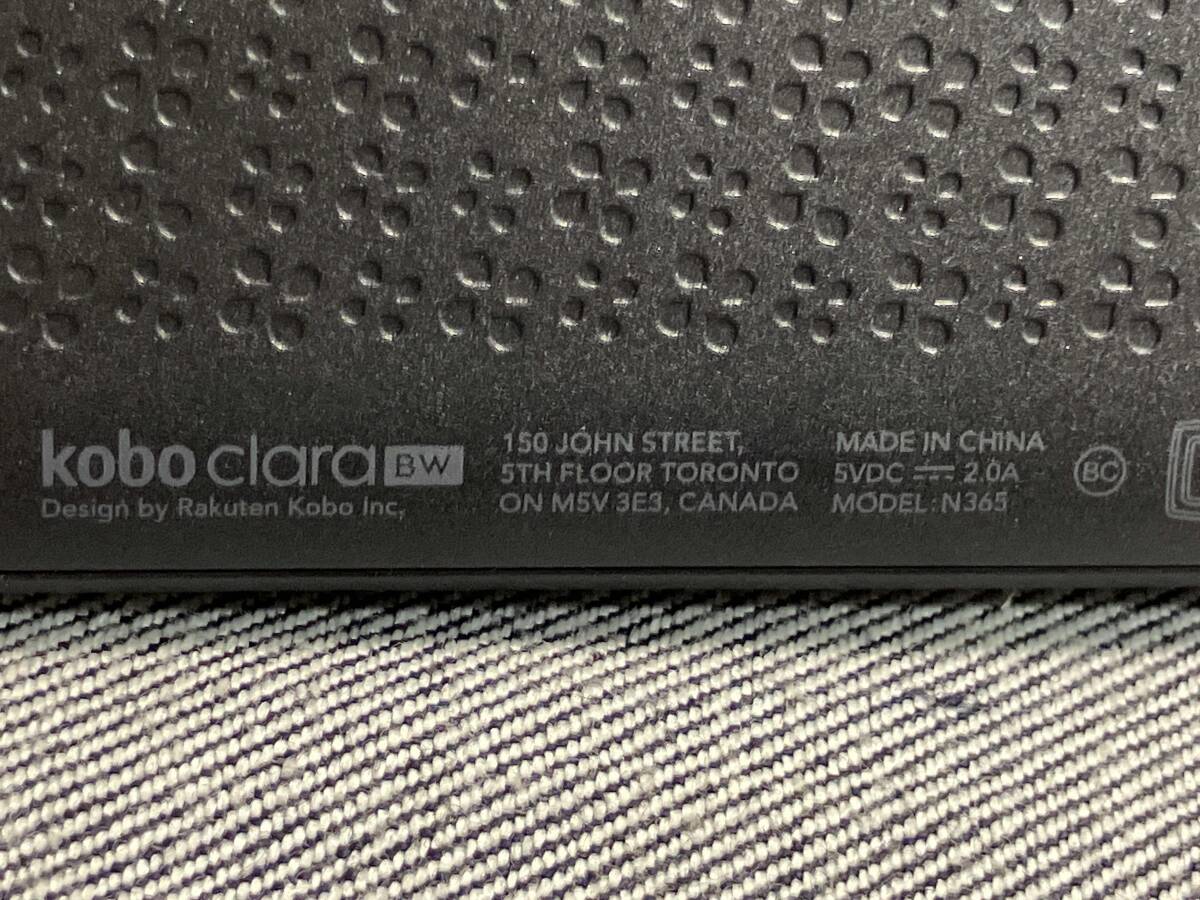 kobo clara BW
Design by Rakuten Kobo Inc,
150 JOHN STREET,
5TH FLOOR TORONTO
ON M5V 3E3, CANADA
MADE IN CHINA
5VDC ⎓ 2.0A
MODEL:N365
BC